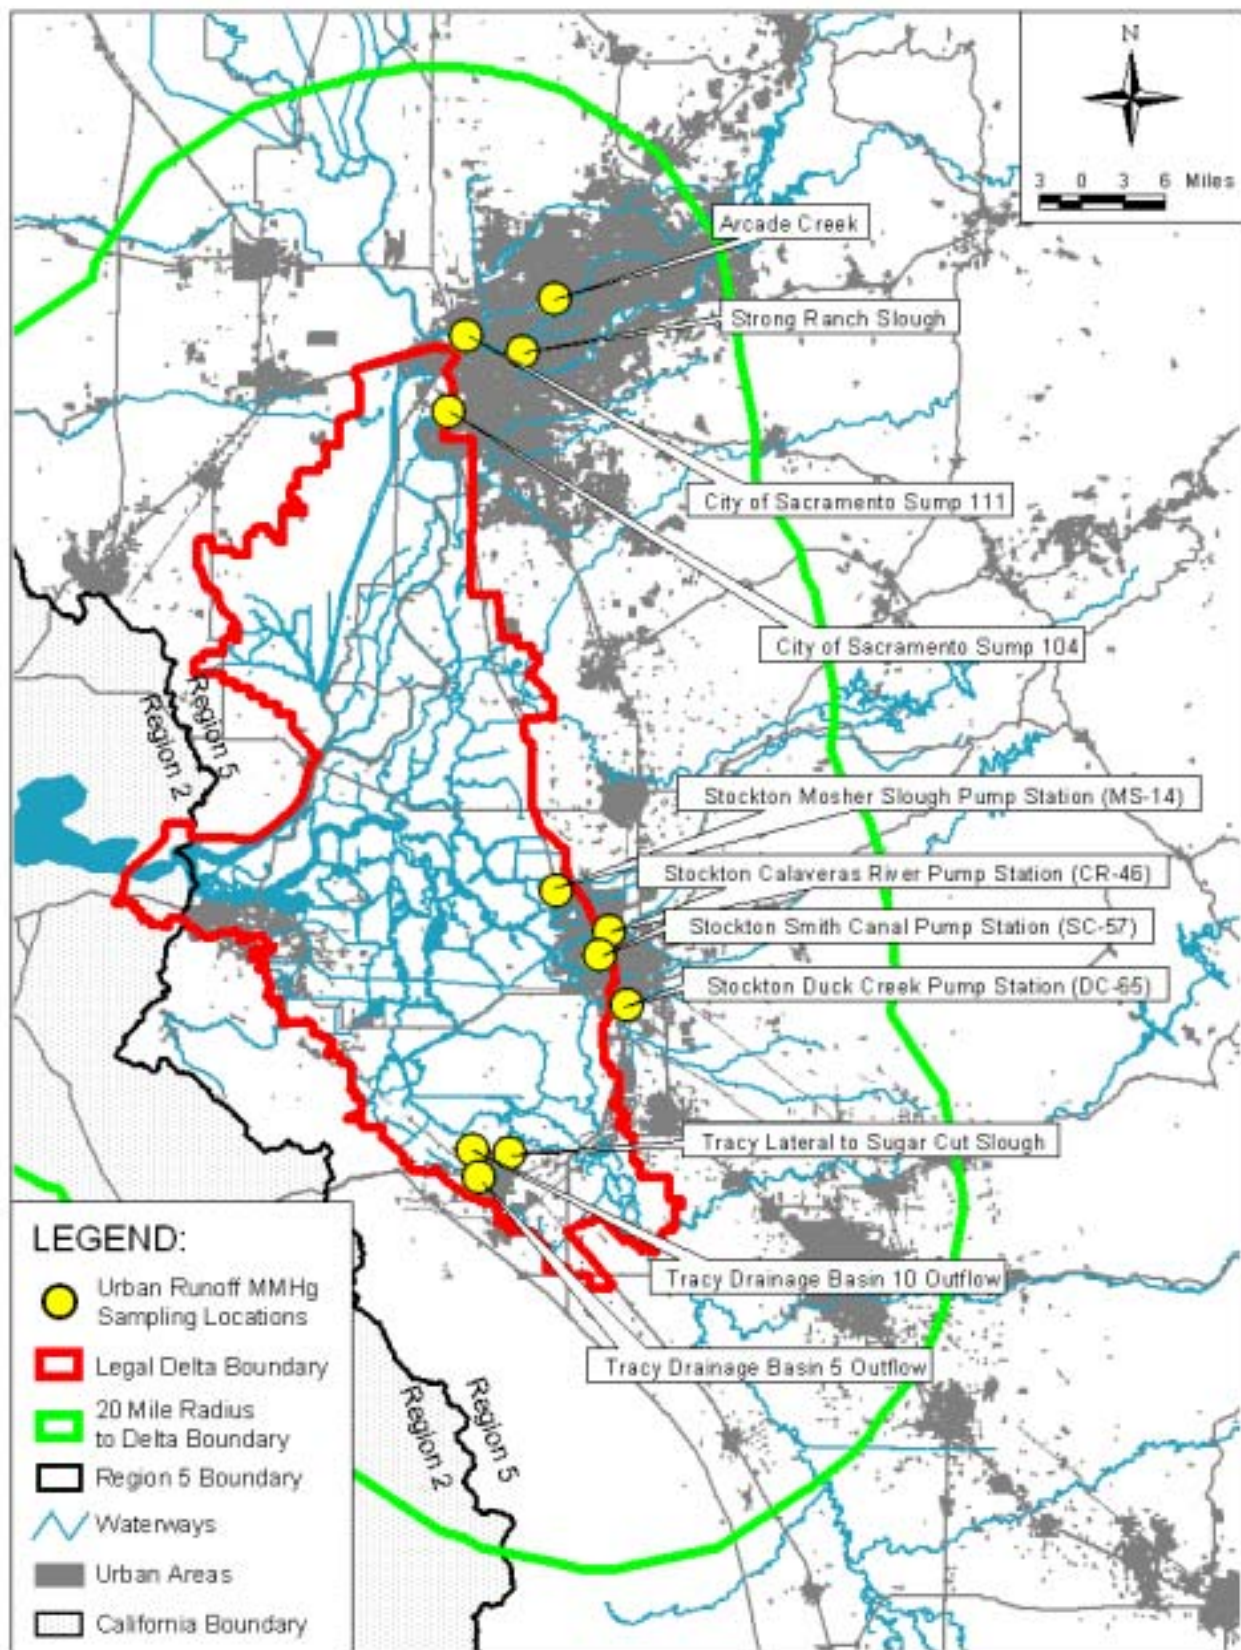 N
3 0 3 6 Miles
Arcade Creek
Strong Ranch Slough
City of Sacramento Sump 111
City of Sacramento Sump 104
Region 5
Region 2
Stockton Mosher Slough Pump Station (MS-14)
Stockton Calaveras River Pump Station (CR-46)
Stockton Smith Canal Pump Station (SC-57)
Stockton Duck Creek Pump Station (DC-65)
Tracy Lateral to Sugar Cut Slough
Tracy Drainage Basin 10 Outflow
Tracy Drainage Basin 5 Outflow
Region 5
Region 2
LEGEND:
Urban Runoff MMHg
Sampling Locations
Legal Delta Boundary
20 Mile Radius
to Delta Boundary
Region 5 Boundary
Waterways
Urban Areas
California Boundary